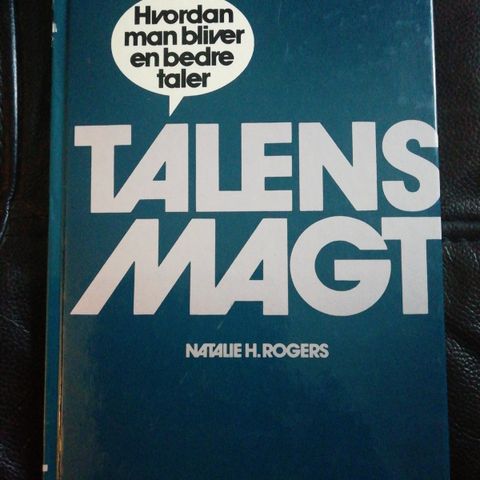 Hvordan
man bliver
en bedre
taler
TALENS
MAGT
NATALIE H. ROGERS